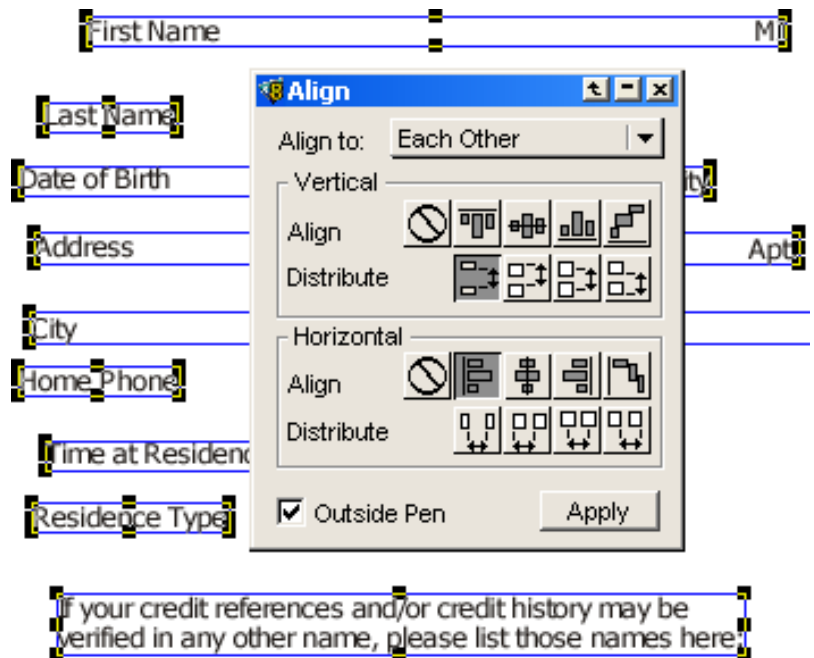 First Name MI
Last Name
Align
Align to: Each Other
Date of Birth ity
Vertical
Align
Address Apt
Distribute
City
Horizontal
Home Phone
Align
Distribute
Time at Residenc
Residence Type
Outside Pen Apply
If your credit references and/or credit history may be
verified in any other name, please list those names here: